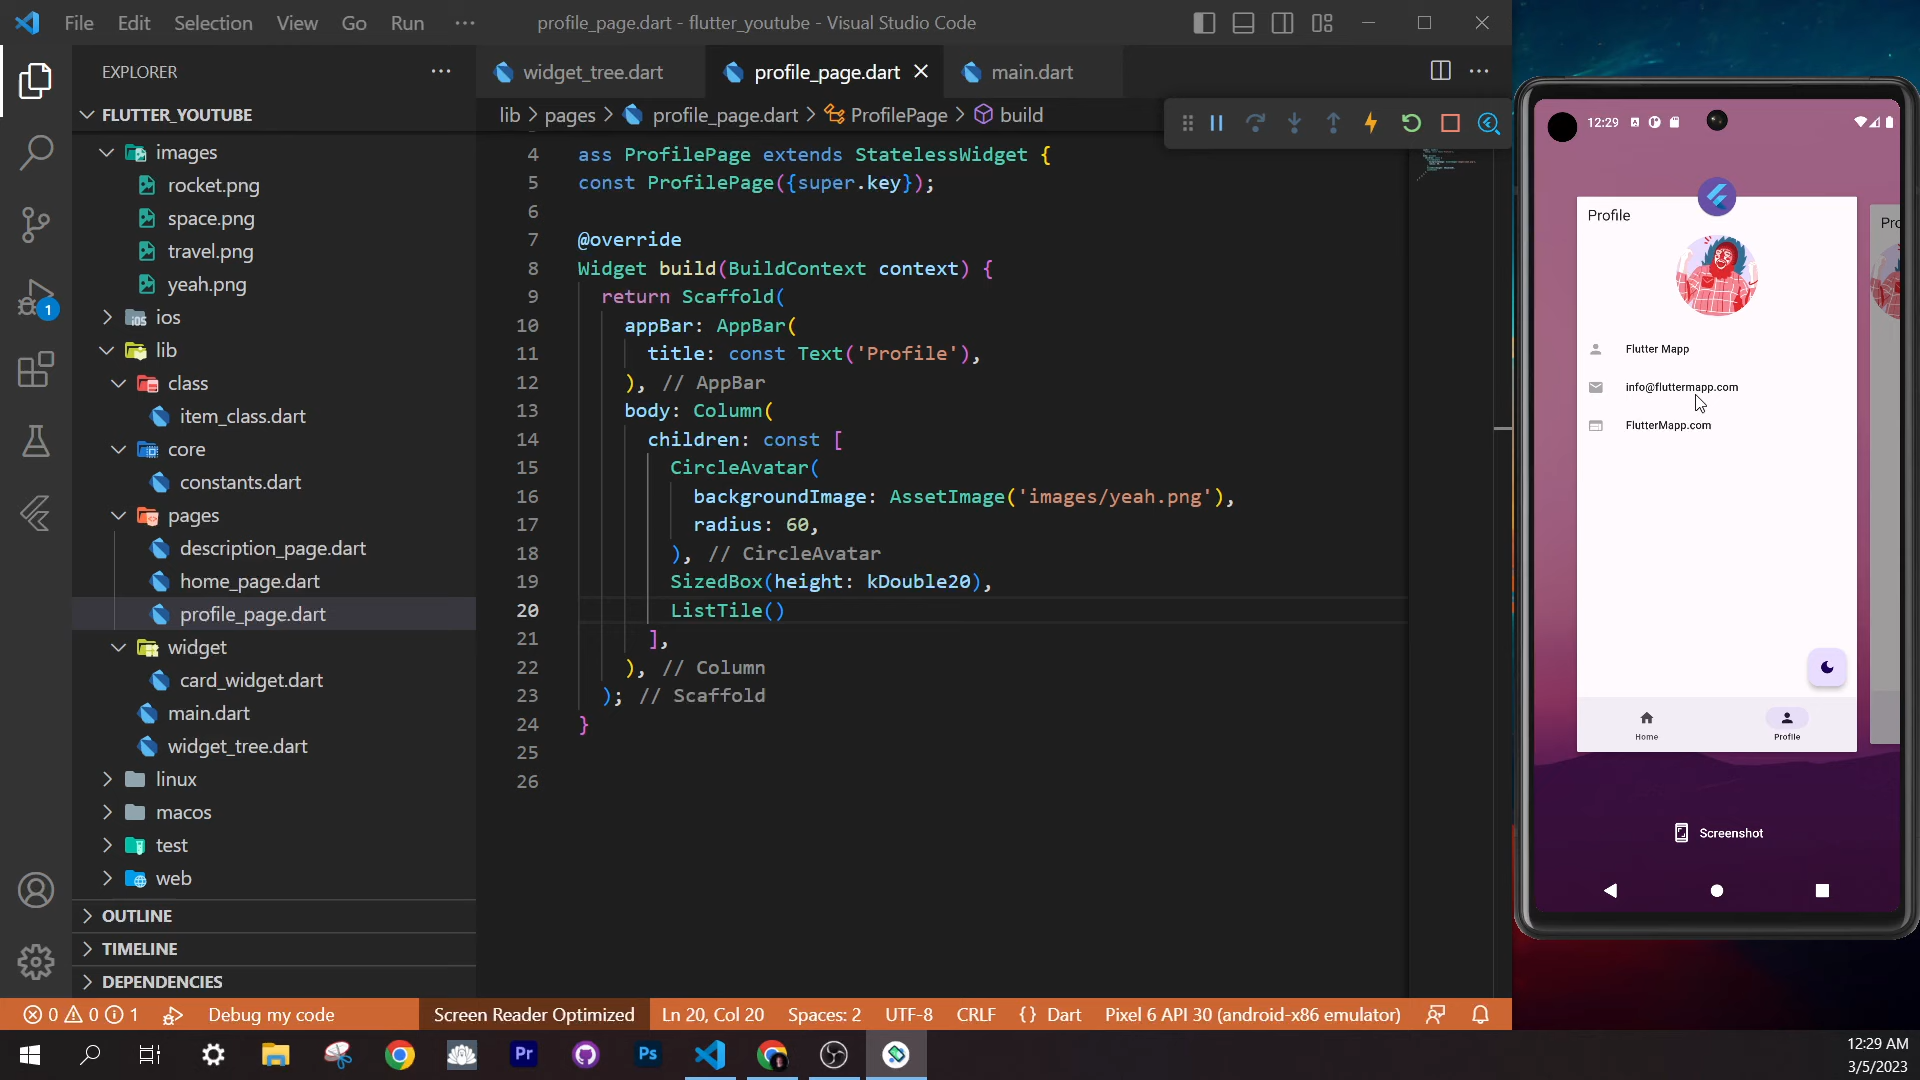 File Edit Selection View Go Run ···
profile_page.dart - flutter_youtube - Visual Studio Code
EXPLORER
FLUTTER_YOUTUBE
images
rocket.png
space.png
travel.png
yeah.png
ios
lib
class
item_class.dart
core
constants.dart
pages
description_page.dart
home_page.dart
profile_page.dart
widget
card_widget.dart
main.dart
widget_tree.dart
linux
macos
test
web
OUTLINE
TIMELINE
DEPENDENCIES
1
widget_tree.dart profile_page.dart main.dart
lib > pages > profile_page.dart > ProfilePage > build
4 ass ProfilePage extends StatelessWidget {
5 const ProfilePage({super.key});
6
7 @override
8 Widget build(BuildContext context) {
9 return Scaffold(
10 appBar: AppBar(
11 title: const Text('Profile'),
12 ), // AppBar
13 body: Column(
14 children: const [
15 CircleAvatar(
16 backgroundImage: AssetImage('images/yeah.png'),
17 radius: 60,
18 ), // CircleAvatar
19 SizedBox(height: kDouble20),
20 ListTile()
21 ],
22 ), // Column
23 ); // Scaffold
24 }
25
26
12:29
Profile
Flutter Mapp
info@fluttermapp.com
FlutterMapp.com
Home Profile
Pro
Screenshot
0 0 1 Debug my code Screen Reader Optimized Ln 20, Col 20 Spaces: 2 UTF-8 CRLF {} Dart Pixel 6 API 30 (android-x86 emulator)
Pr Ps
12:29 AM
3/5/2023